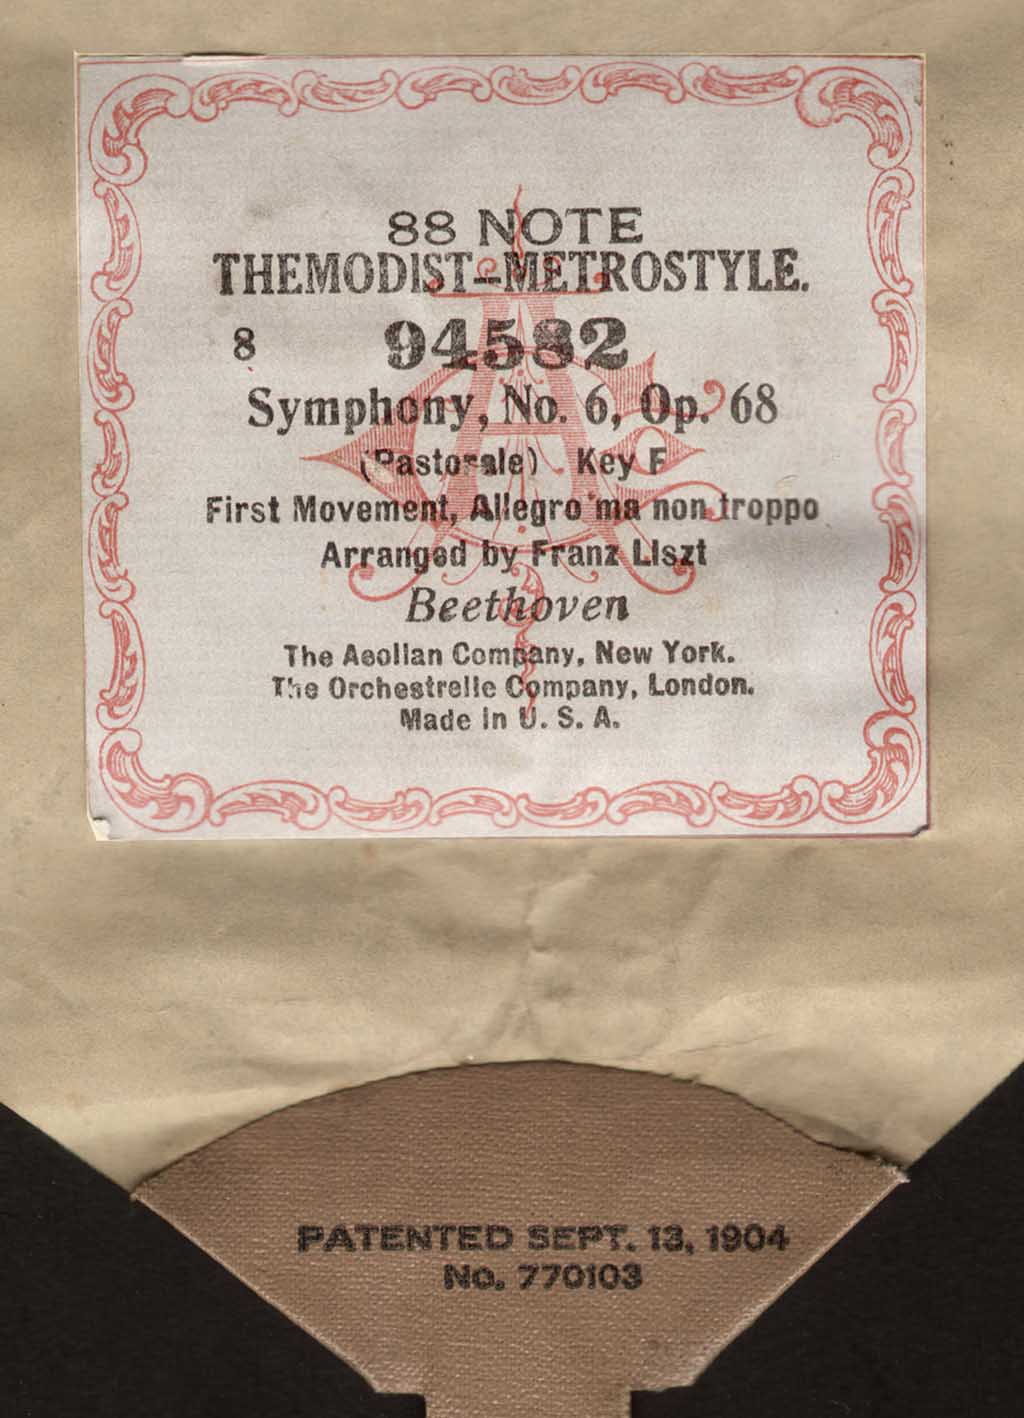 88 NOTE
THEMODIST-METROSTYLE.
8 94582
Symphony, No. 6, Op. 68
(Pastorale) Key F
First Movement, Allegro ma non troppo
Arranged by Franz Liszt
Beethoven
The Aeolian Company, New York.
The Orchestrelle Company, London.
Made in U. S. A.
PATENTED SEPT. 13, 1904
No. 770103